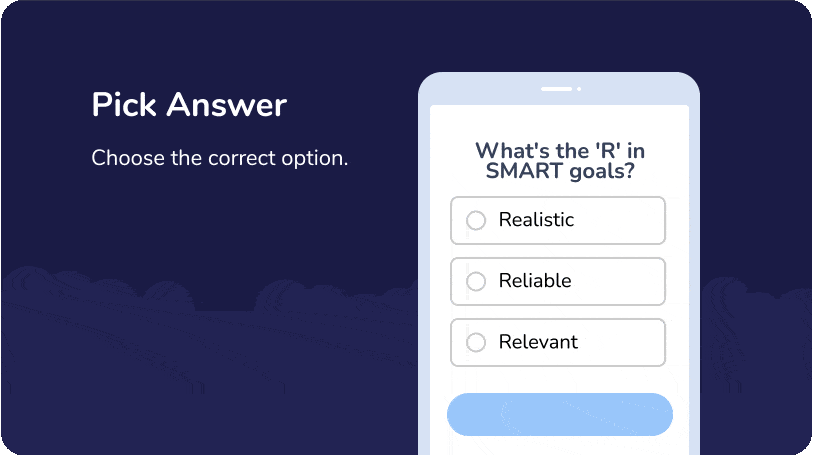 Pick Answer
Choose the correct option.
What's the 'R' in
SMART goals?
Realistic
Reliable
Relevant